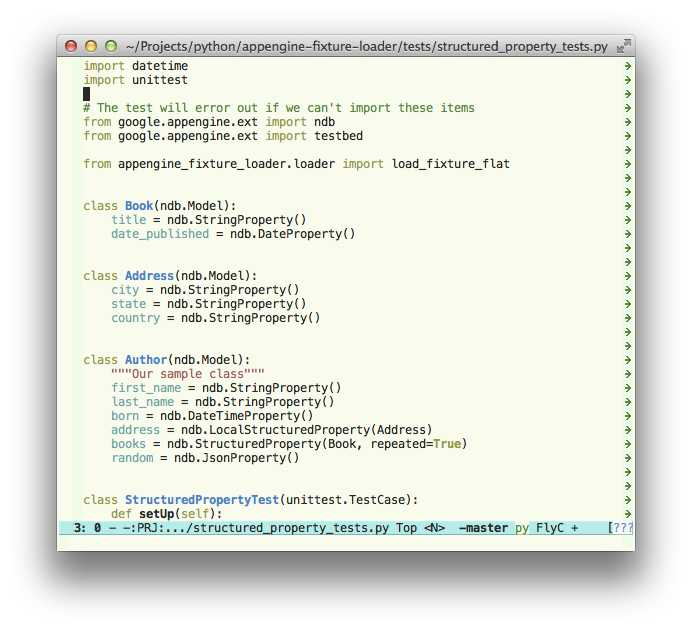 ~/Projects/python/appengine-fixture-loader/tests/structured_property_tests.py
import datetime
import unittest
# The test will error out if we can't import these items
from google.appengine.ext import ndb
from google.appengine.ext import testbed
from appengine_fixture_loader.loader import load_fixture_flat
class Book(ndb.Model):
    title = ndb.StringProperty()
    date_published = ndb.DateProperty()
class Address(ndb.Model):
    city = ndb.StringProperty()
    state = ndb.StringProperty()
    country = ndb.StringProperty()
class Author(ndb.Model):
    """Our sample class"""
    first_name = ndb.StringProperty()
    last_name = ndb.StringProperty()
    born = ndb.DateTimeProperty()
    address = ndb.LocalStructuredProperty(Address)
    books = ndb.StructuredProperty(Book, repeated=True)
    random = ndb.JsonProperty()
class StructuredPropertyTest(unittest.TestCase):
    def setUp(self):
3: 0 - -:PRJ:.../structured_property_tests.py Top <N> -master py FlyC + [???